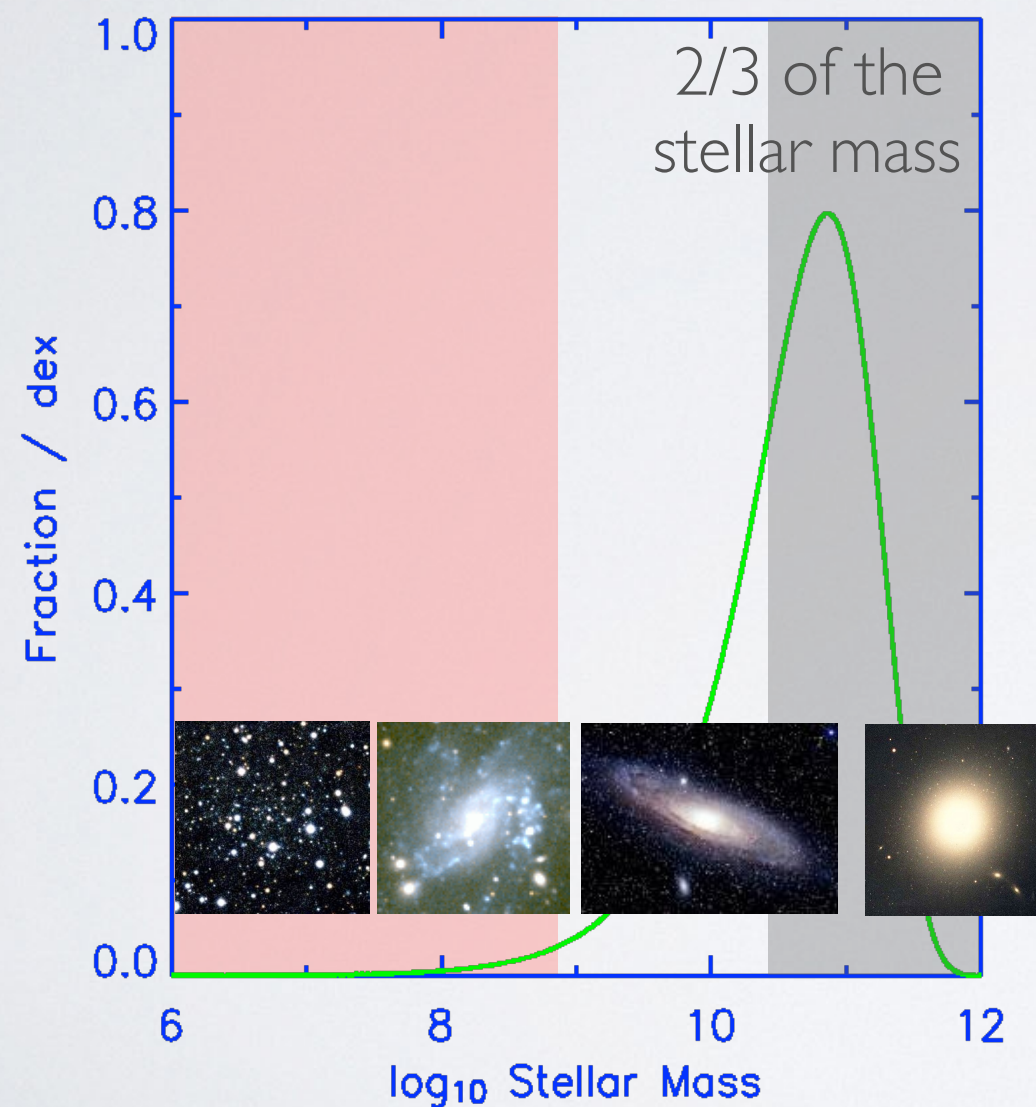 2/3 of the
stellar mass
Fraction / dex
1.0
0.8
0.6
0.4
0.2
0.0
6 8 10 12
log₁₀ Stellar Mass